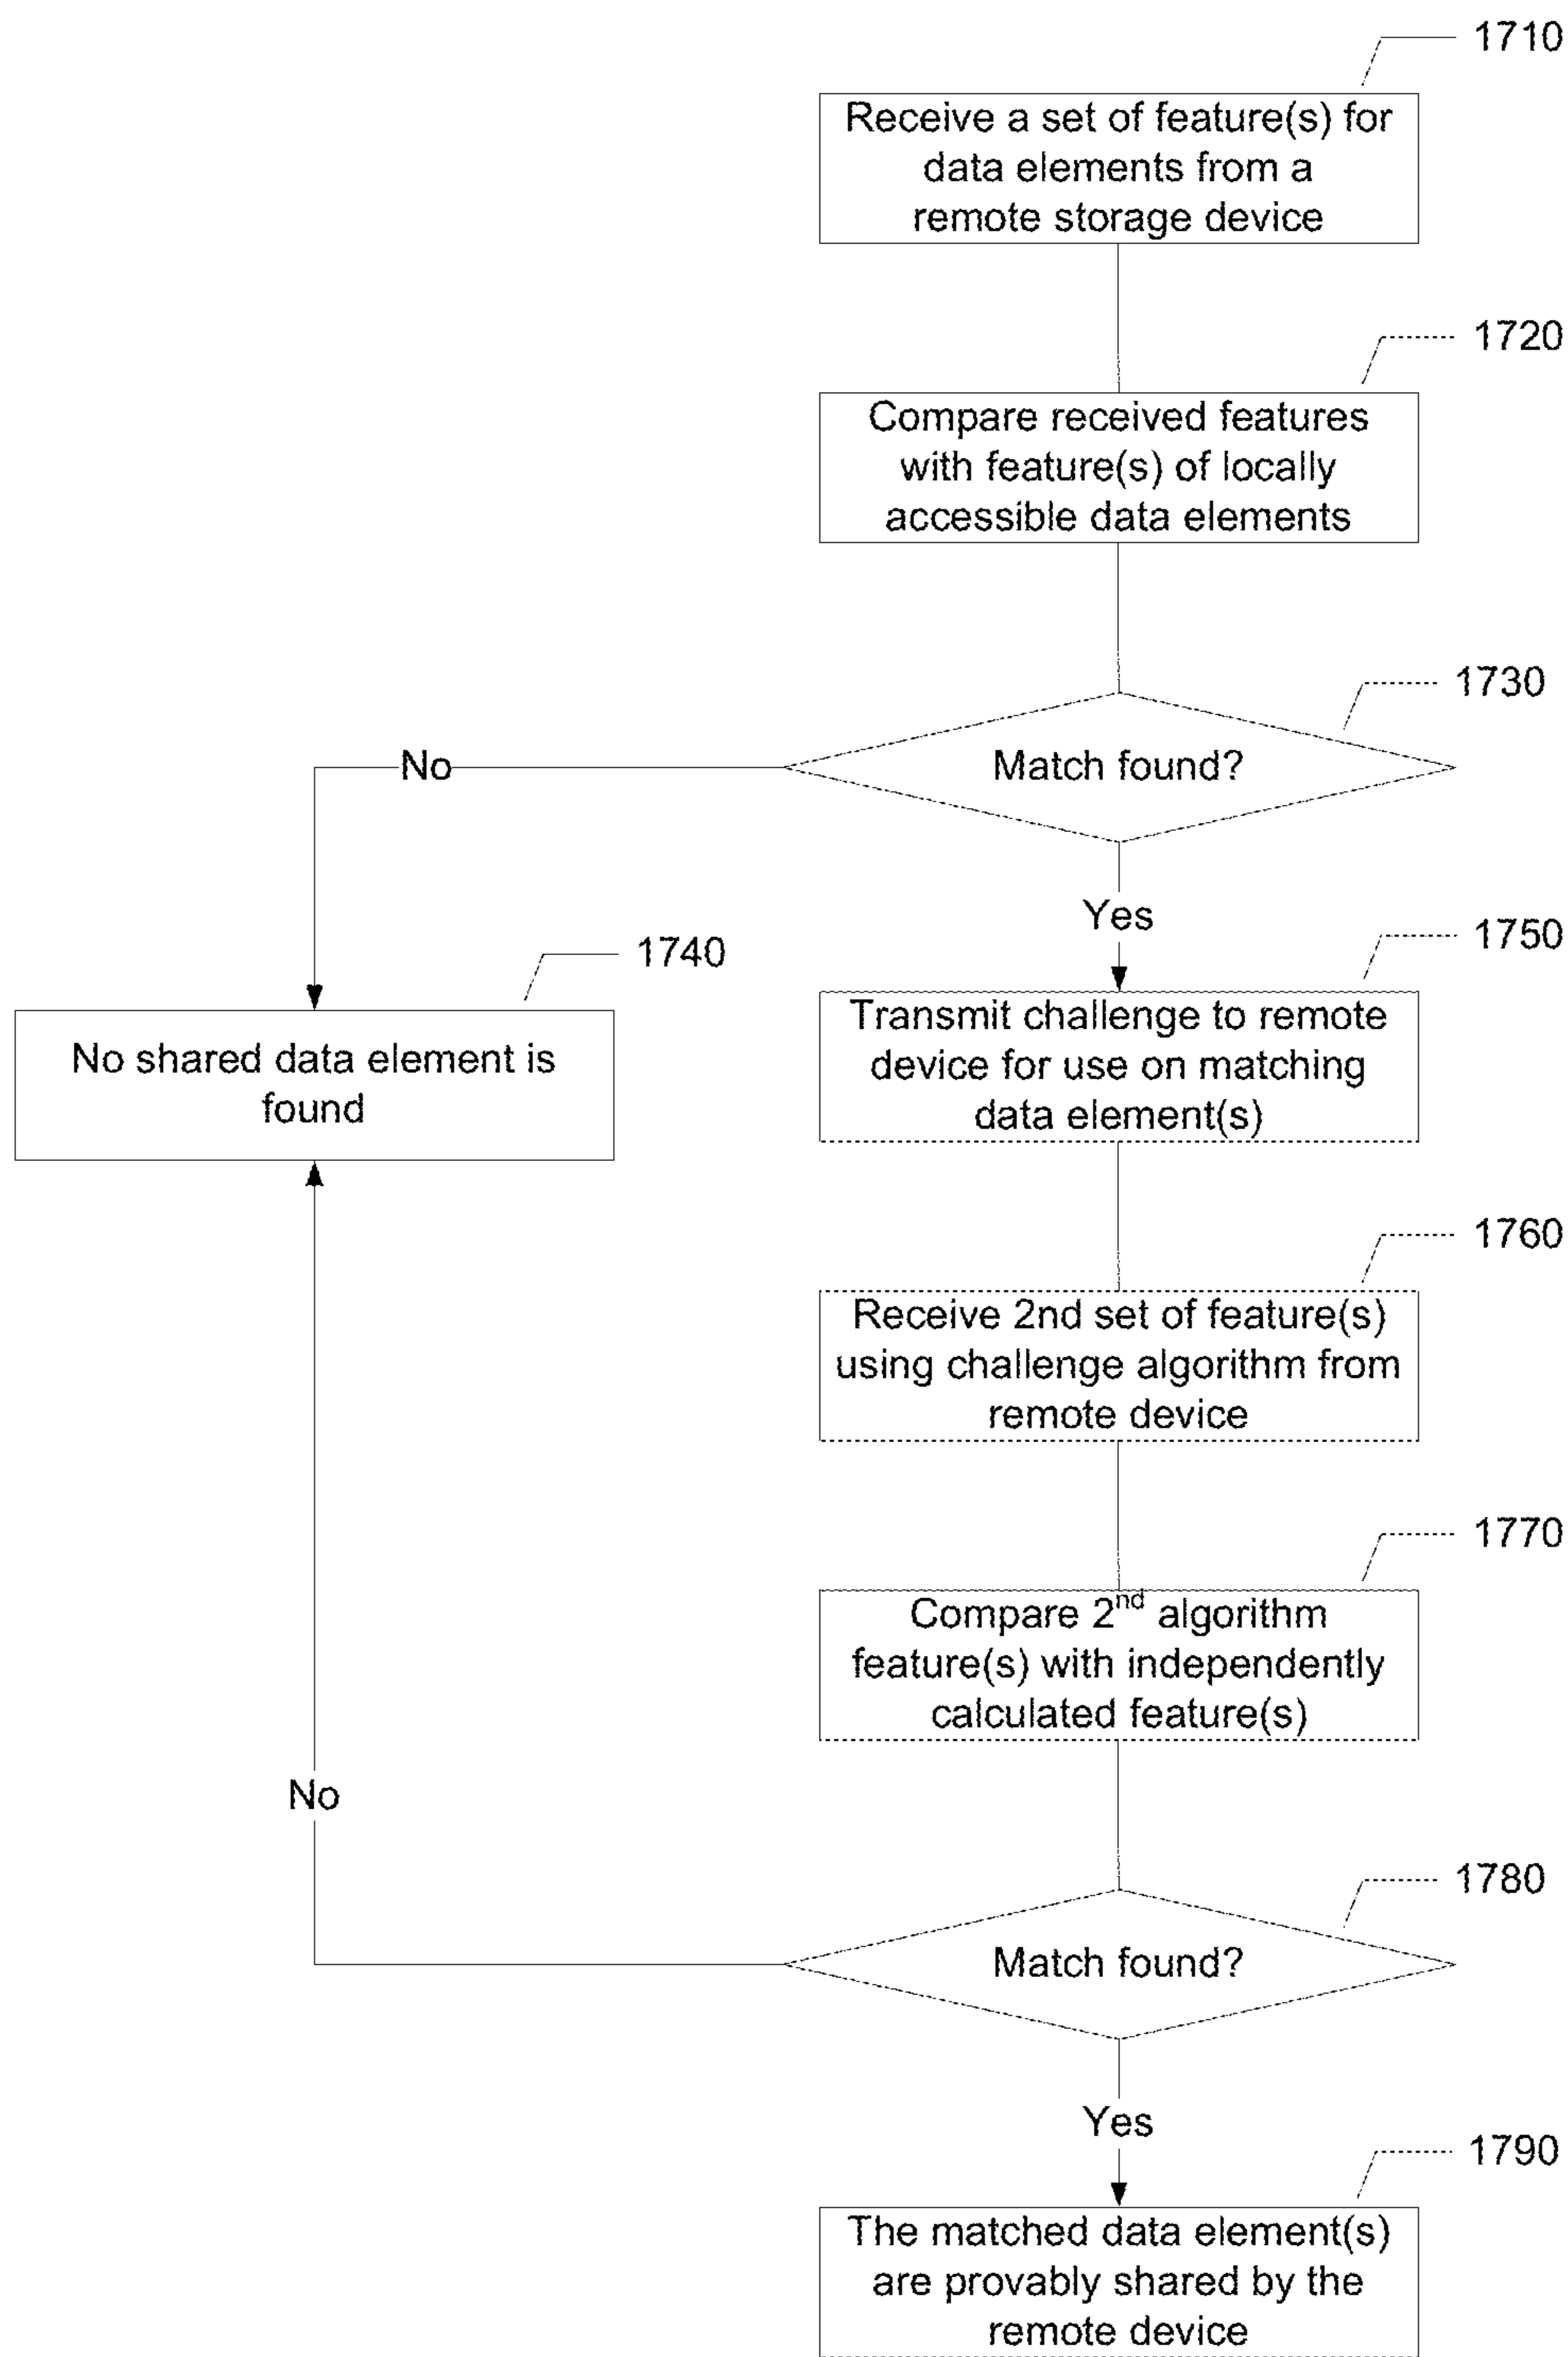 1710
Receive a set of feature(s) for
data elements from a
remote storage device
1720
Compare received features
with feature(s) of locally
accessible data elements
1730
Match found?
No
Yes
1740
No shared data element is
found
1750
Transmit challenge to remote
device for use on matching
data element(s)
1760
Receive 2nd set of feature(s)
using challenge algorithm from
remote device
1770
Compare 2nd algorithm
feature(s) with independently
calculated feature(s)
No
1780
Match found?
Yes
1790
The matched data element(s)
are provably shared by the
remote device